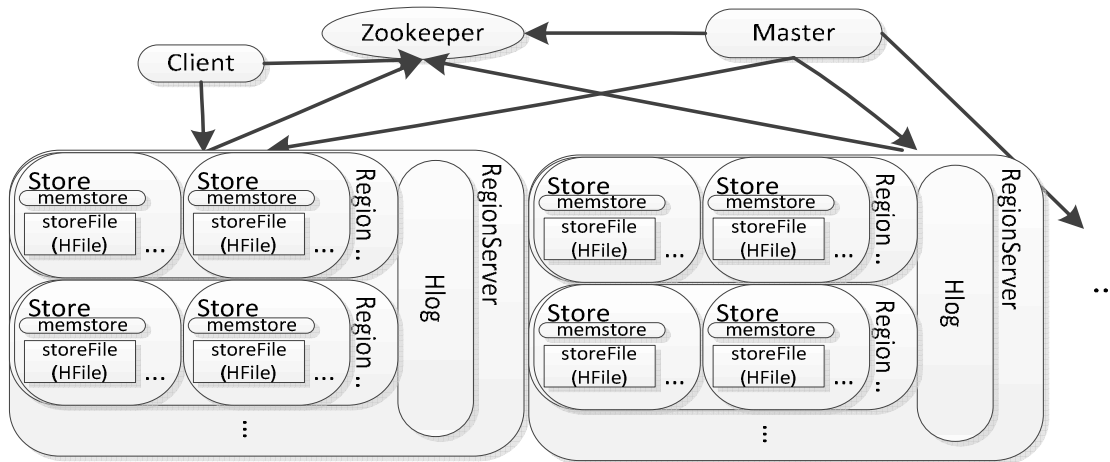 Zookeeper
Master
Client
Store
memstore
storeFile
(HFile)
...
Store
memstore
storeFile
(HFile)
...
Region
..
Store
memstore
storeFile
(HFile)
...
Store
memstore
storeFile
(HFile)
...
Region
..
...
Hlog
RegionServer
Store
memstore
storeFile
(HFile)
...
Store
memstore
storeFile
(HFile)
...
Region
..
Store
memstore
storeFile
(HFile)
...
Store
memstore
storeFile
(HFile)
...
Region
..
...
Hlog
RegionServer
..